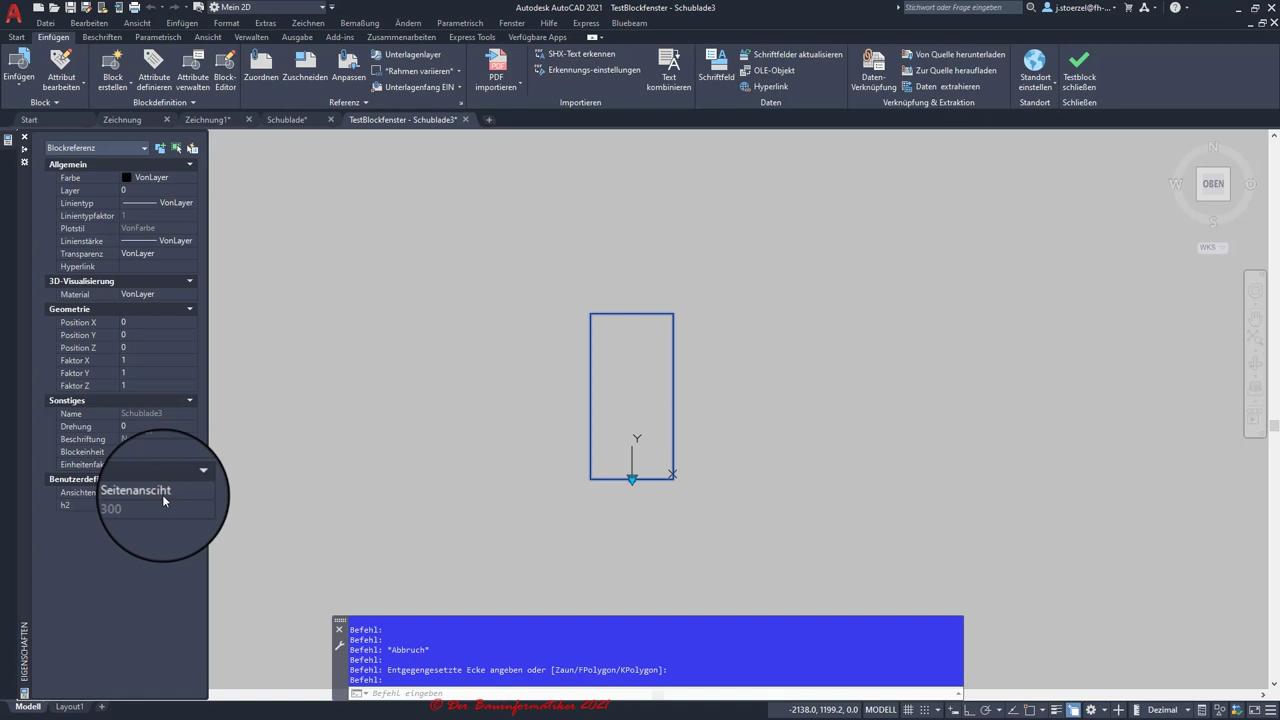 Mein 2D
Autodesk AutoCAD 2021
TestBlockfenster - Schublade3
Stichwort oder Frage eingeben
j.stoerzel@fh-...
Datei
Bearbeiten
Ansicht
Einfügen
Format
Extras
Zeichnen
Bemaßung
Ändern
Parametrisch
Fenster
Hilfe
Express
Bluebeam
Start
Einfügen
Beschriften
Parametrisch
Ansicht
Verwalten
Ausgabe
Add-ins
Zusammenarbeiten
Express Tools
Verfügbare Apps
Einfügen
Attribut bearbeiten
Block erstellen
Attribute definieren
Attribute verwalten
Block-Editor
Zuordnen
Zuschneiden
Anpassen
Unterlagenlayer
*Rahmen variieren*
Unterlagenfang EIN
PDF importieren
SHX-Text erkennen
Erkennungs-einstellungen
Text kombinieren
Schriftfeld
Schriftfelder aktualisieren
OLE-Objekt
Hyperlink
Daten-Verknüpfung
Von Quelle herunterladen
Zur Quelle heraufladen
Daten extrahieren
Standort einstellen
Testblock schließen
Block
Blockdefinition
Referenz
Importieren
Daten
Verknüpfung & Extraktion
Standort
Schließen
Start
Zeichnung
Zeichnung1*
Schublade*
TestBlockfenster - Schublade3*
Blockreferenz
Allgemein
Farbe VonLayer
Layer 0
Linientyp VonLayer
Linientypfaktor 1
Plotstil VonFarbe
Linienstärke VonLayer
Transparenz VonLayer
Hyperlink
3D-Visualisierung
Material VonLayer
Geometrie
Position X 0
Position Y 0
Position Z 0
Faktor X 1
Faktor Y 1
Faktor Z 1
Sonstiges
Name Schublade3
Drehung 0
Beschriftung
Blockeinheit
Seitenansciht
h2 300
EIGENSCHAFTEN
N
W
OBEN
O
S
WKS
Y
X
Befehl:
Befehl:
Befehl: *Abbruch*
Befehl:
Befehl: Entgegengesetzte Ecke angeben oder [Zaun/FPolygon/KPolygon]:
Befehl:
Befehl eingeben
© Der Bauinformatiker 2021
Modell
Layout1
-2138.0, 1199.2, 0.0
MODELL
Dezimal